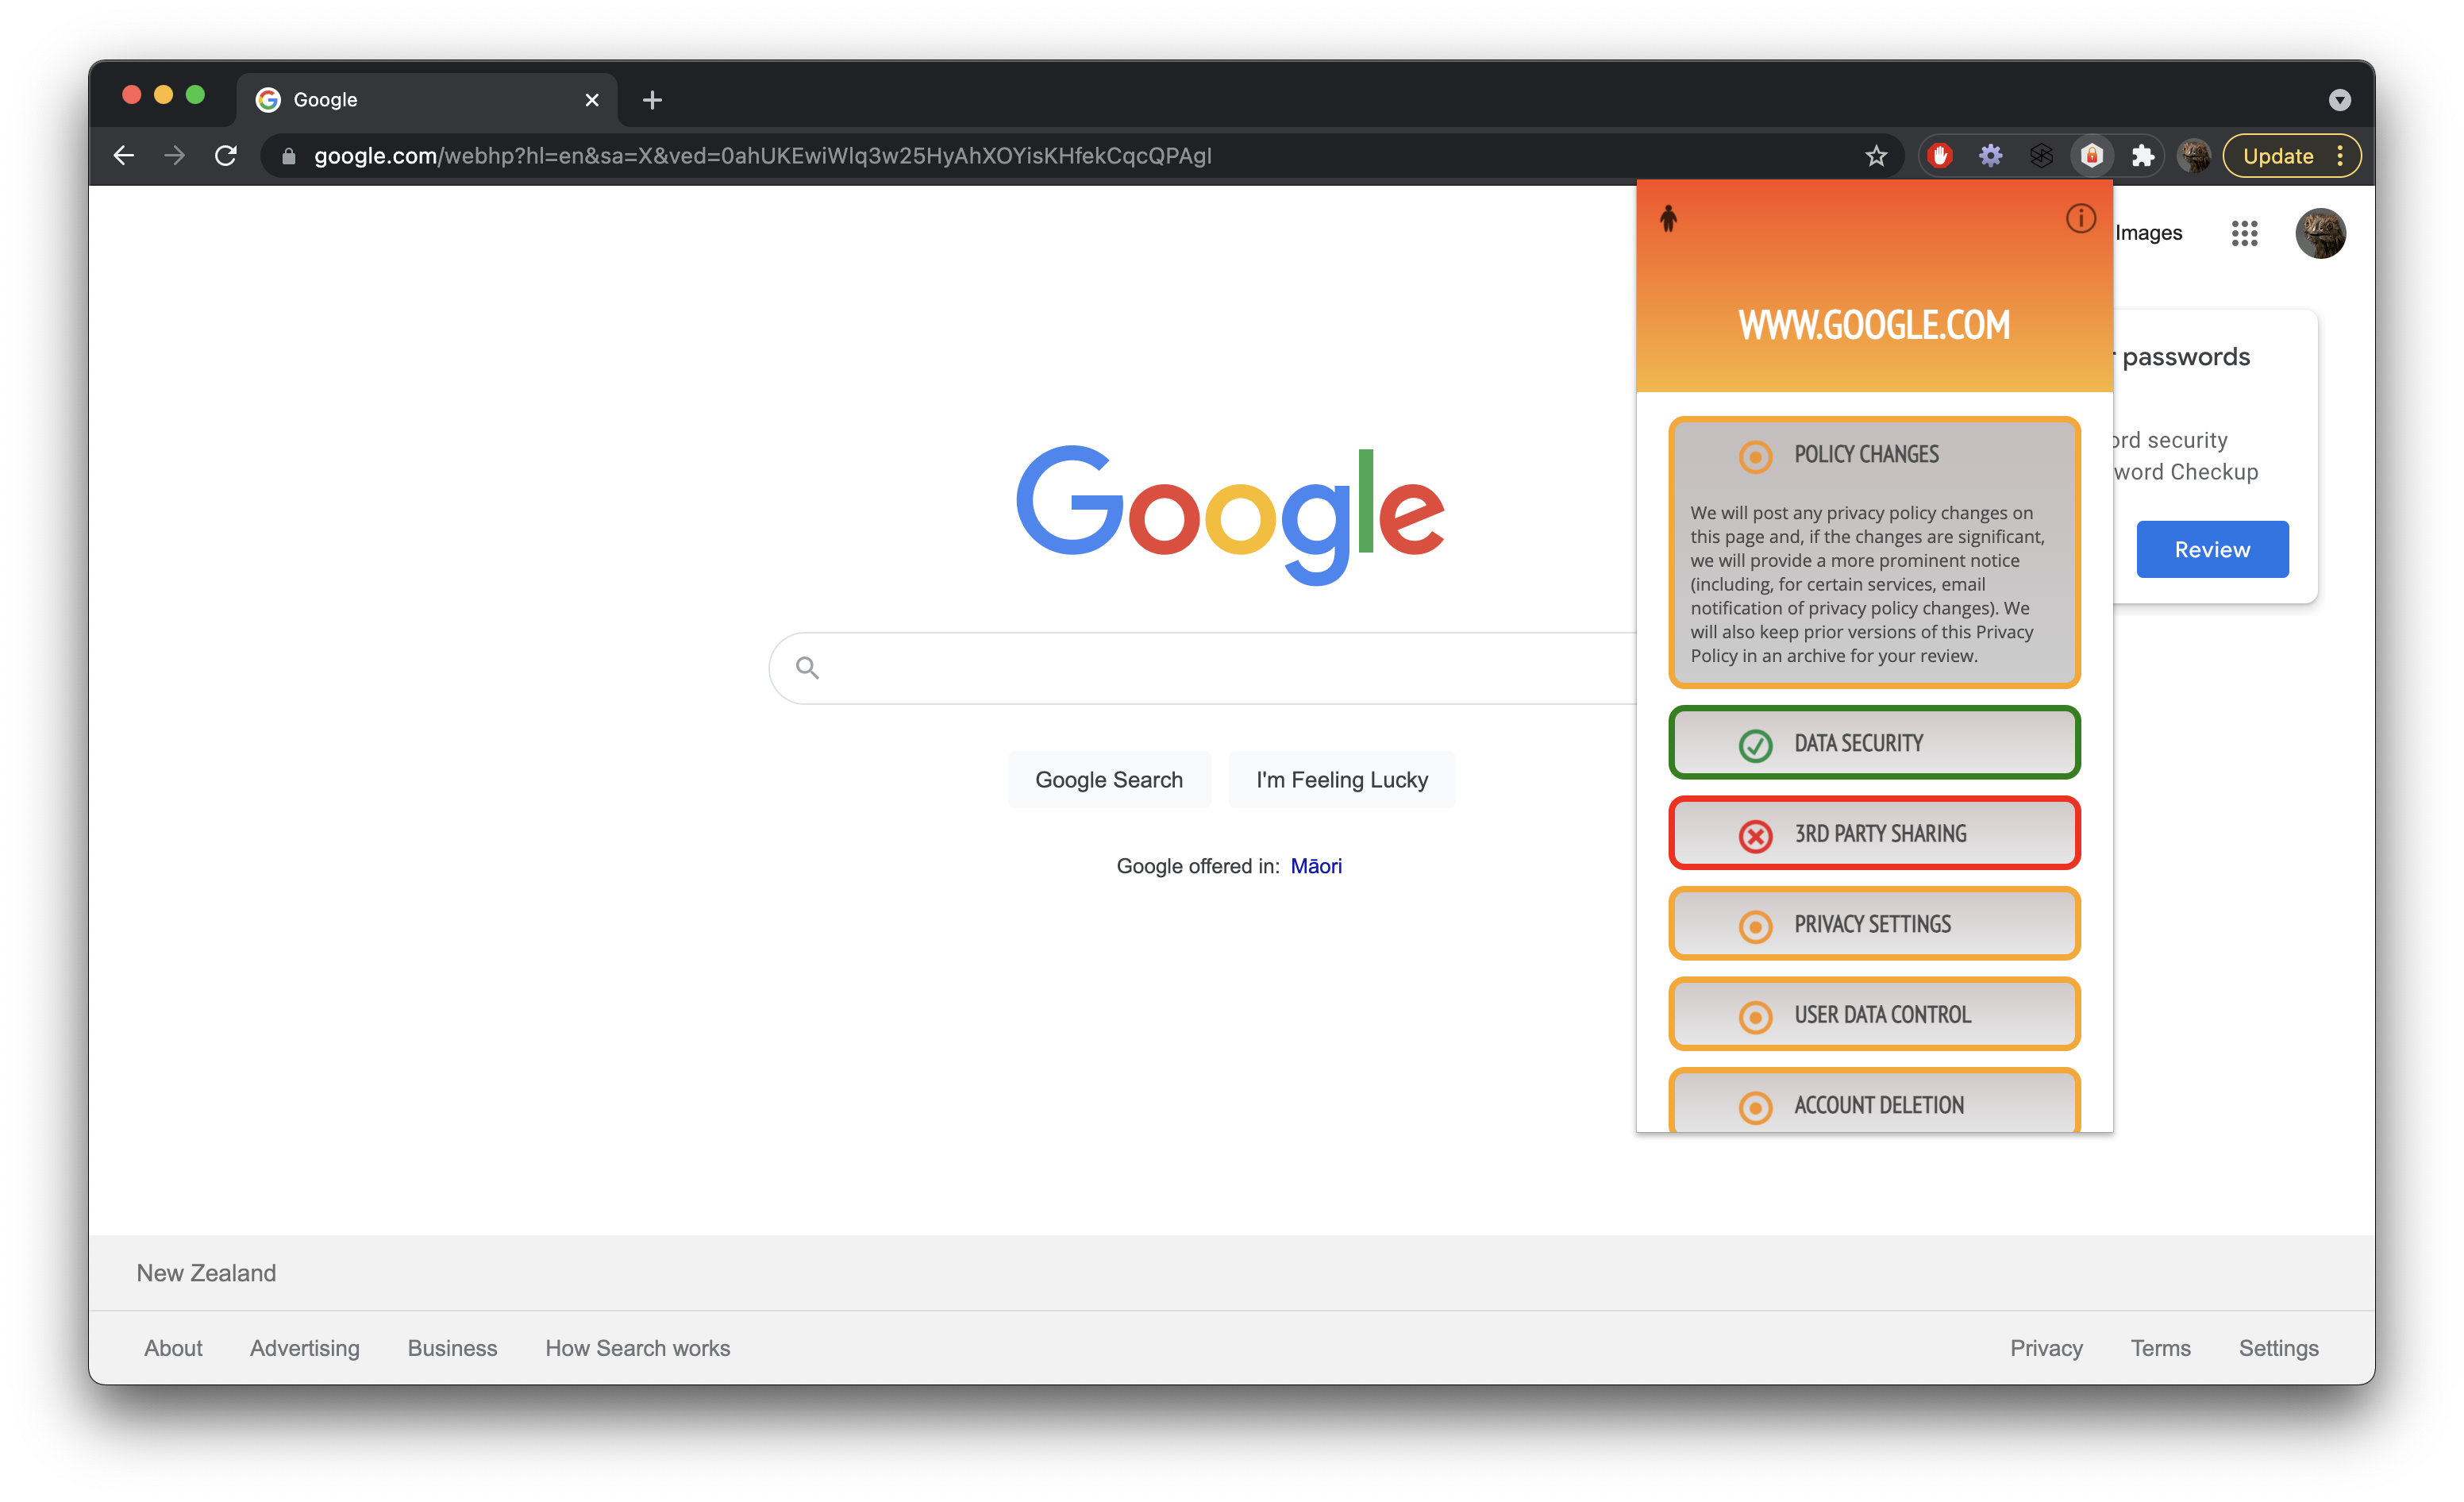 Google
google.com/webhp?hl=en&sa=X&ved=0ahUKEwiWlq3w25HyAhXOYisKHfekCqcQPAgI
Update
Images
WWW.GOOGLE.COM
passwords
security
word Checkup
Review
Google
Google Search
I'm Feeling Lucky
Google offered in: Māori
POLICY CHANGES
We will post any privacy policy changes on
this page and, if the changes are significant,
we will provide a more prominent notice
(including, for certain services, email
notification of privacy policy changes). We
will also keep prior versions of this Privacy
Policy in an archive for your review.
DATA SECURITY
3RD PARTY SHARING
PRIVACY SETTINGS
USER DATA CONTROL
ACCOUNT DELETION
New Zealand
About
Advertising
Business
How Search works
Privacy
Terms
Settings